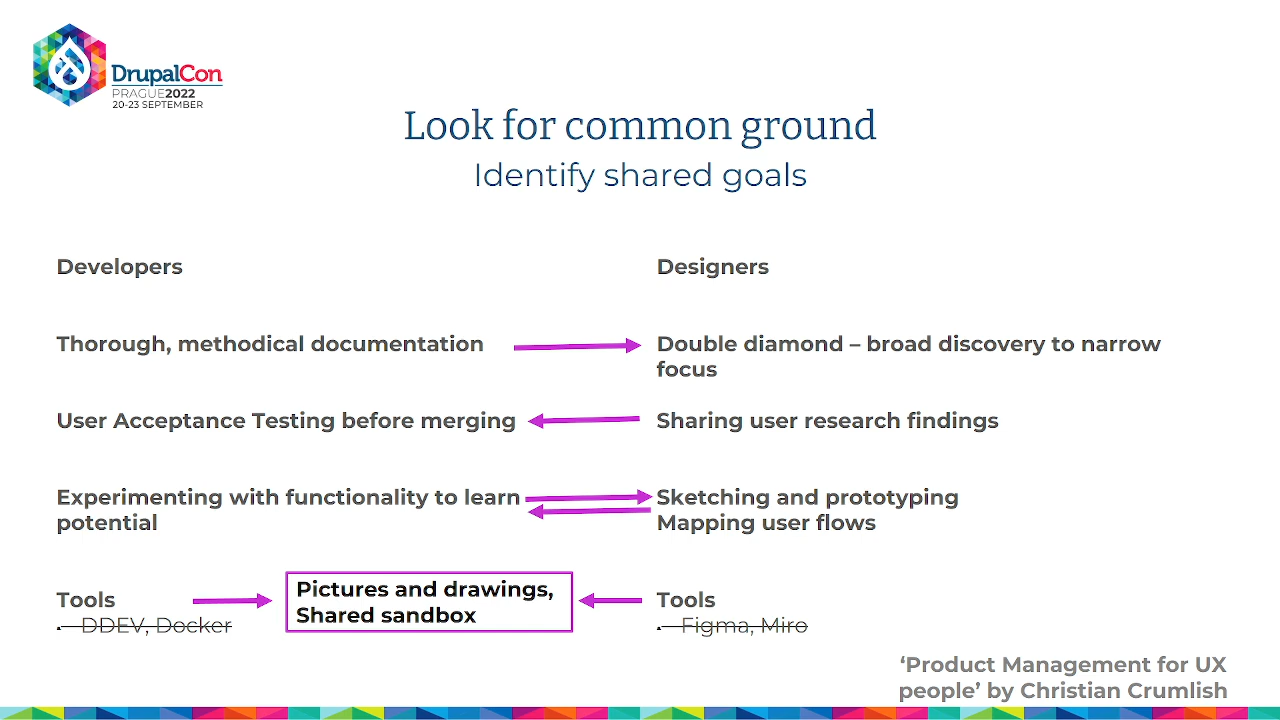 DrupalCon
PRAGUE2022
20-23 SEPTEMBER
Look for common ground
Identify shared goals
Developers
Designers
Thorough, methodical documentation
Double diamond – broad discovery to narrow
focus
User Acceptance Testing before merging
Sharing user research findings
Experimenting with functionality to learn
potential
Sketching and prototyping
Mapping user flows
Tools
DDEV, Docker
Pictures and drawings,
Shared sandbox
Tools
Figma, Miro
‘Product Management for UX
people’ by Christian Crumlish